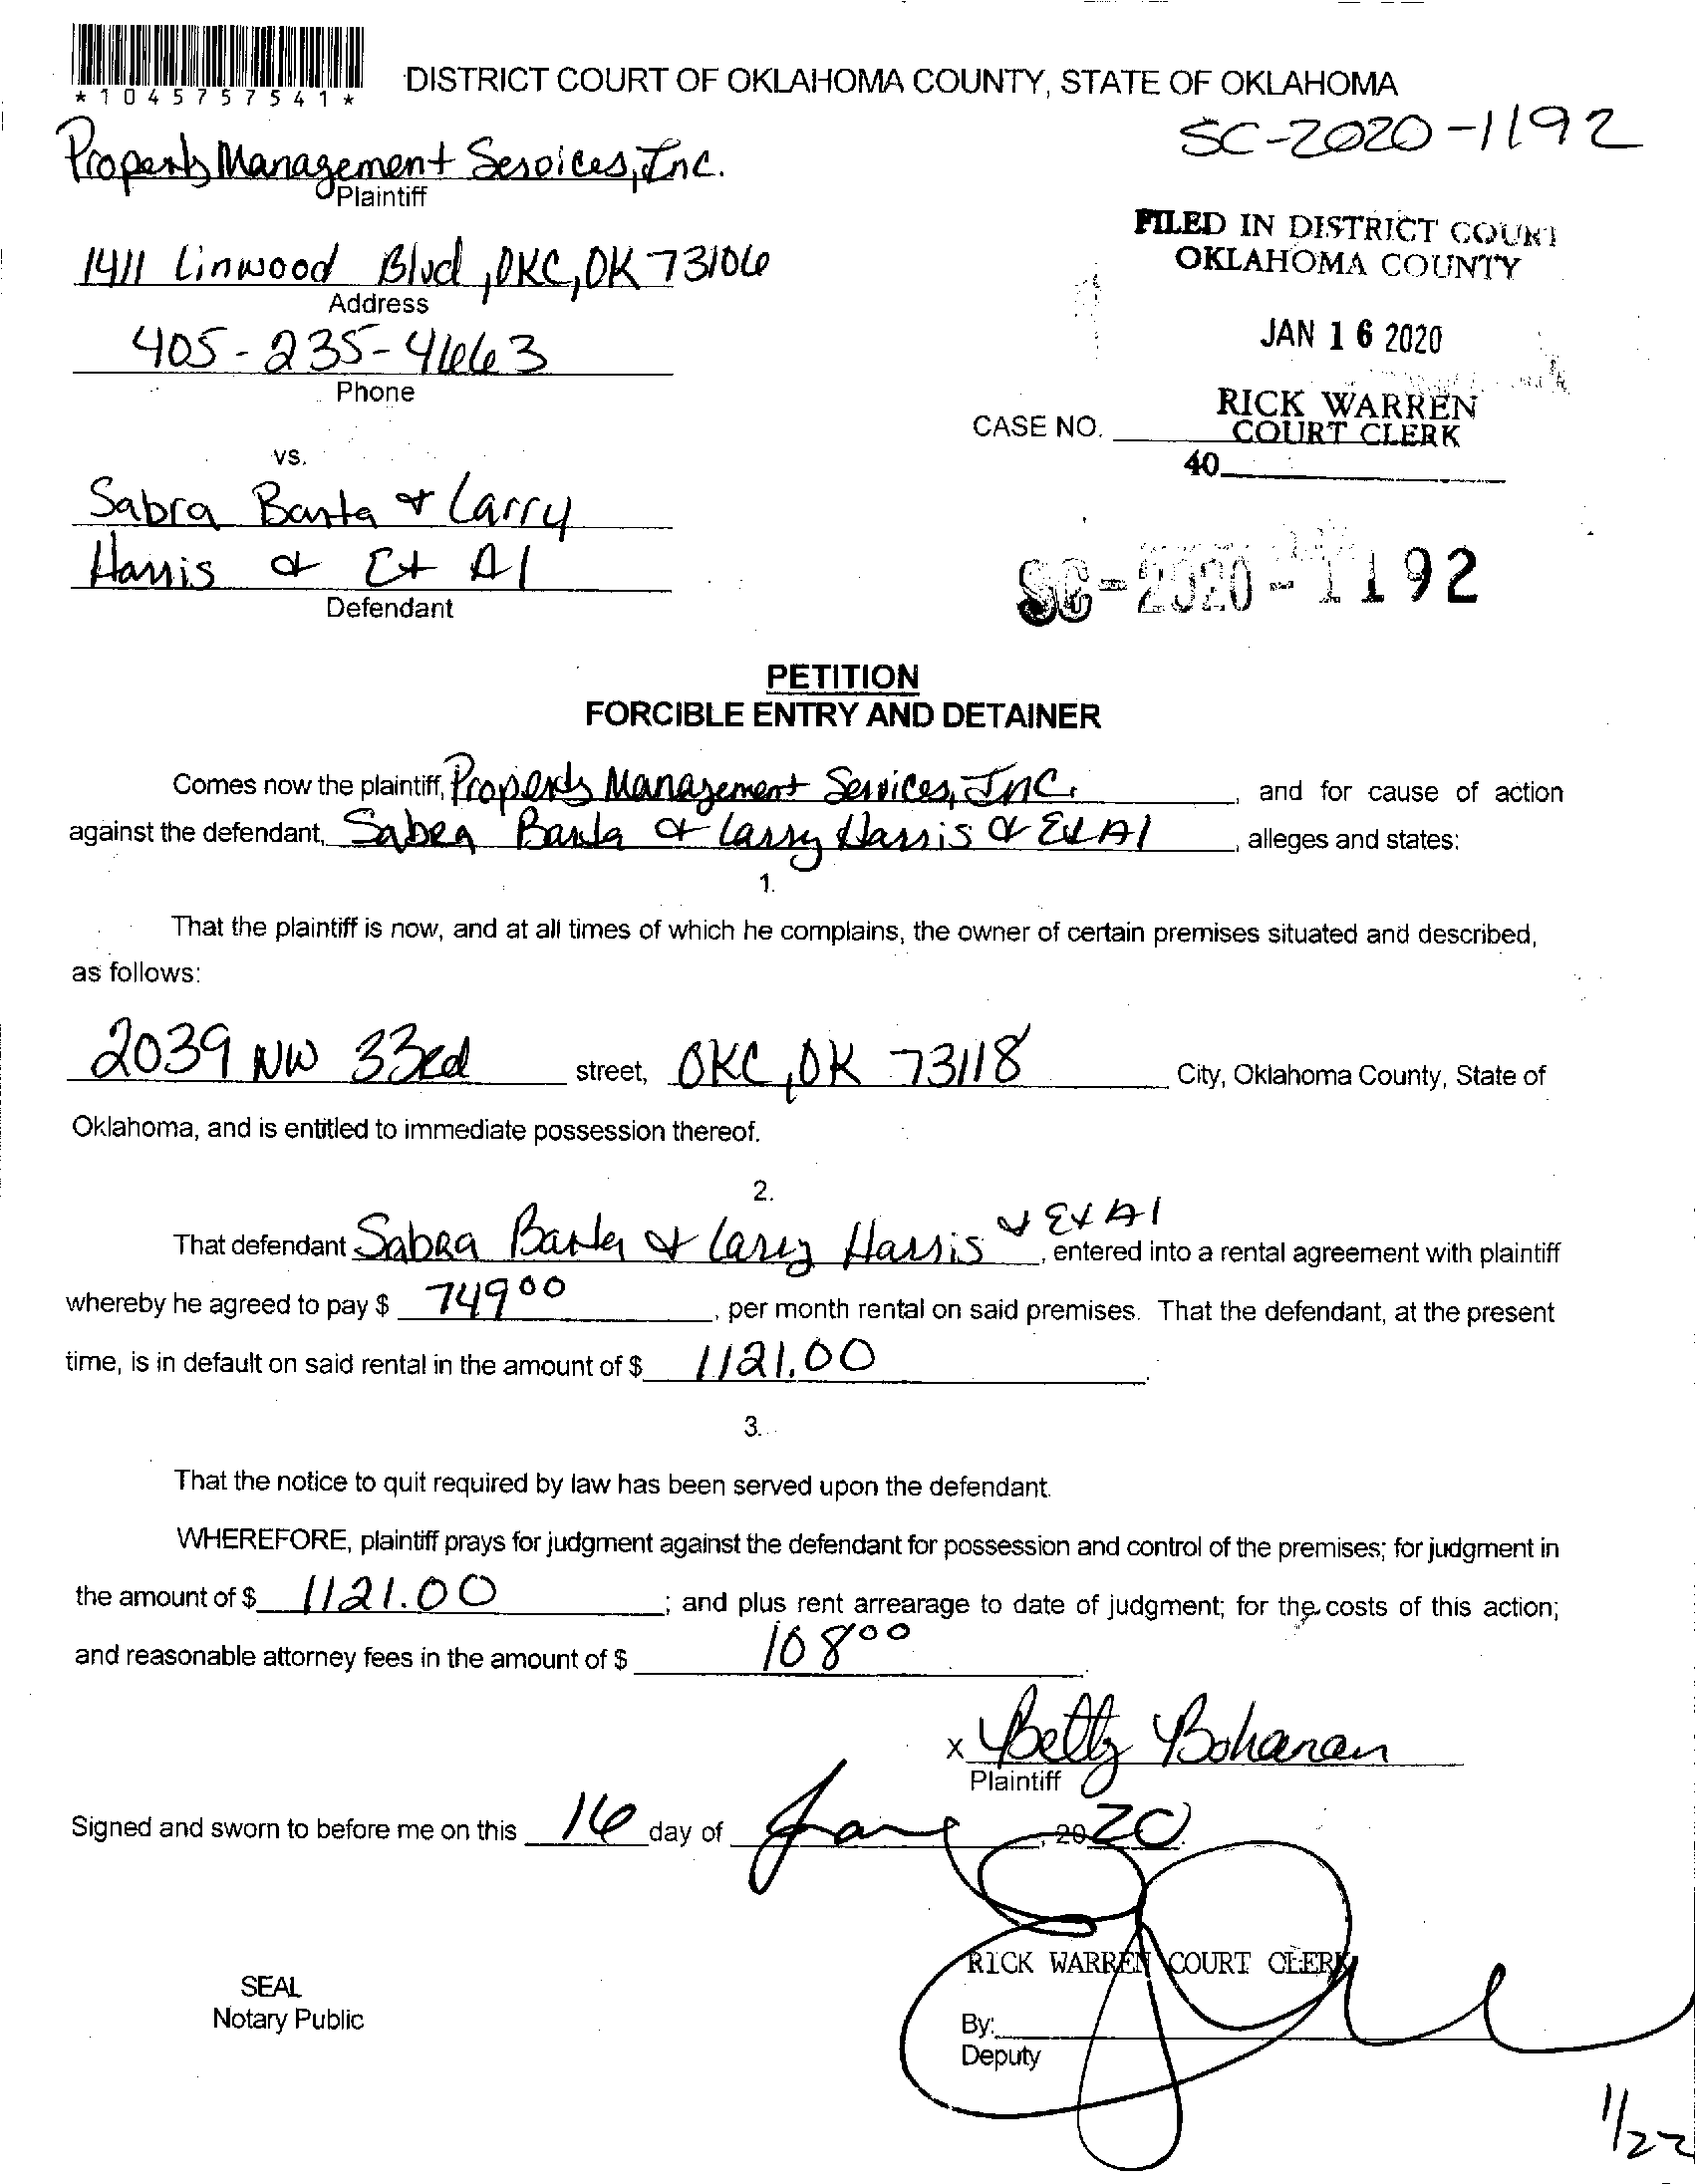 *1045757541*
DISTRICT COURT OF OKLAHOMA COUNTY, STATE OF OKLAHOMA
SC-2020-1192
Property Management Services, Inc.
Plaintiff
FILED IN DISTRICT COURT
OKLAHOMA COUNTY
1411 Linwood Blvd, OKC, OK 73106
Address
JAN 16 2020
405-235-4663
Phone
RICK WARREN
COURT CLERK
CASE NO.
40
vs.
Sabra Banta & Larry
Harris & Et Al
Defendant
SC-2020-1192
PETITION
FORCIBLE ENTRY AND DETAINER
Comes now the plaintiff, Property Management Services, Inc. , and for cause of action
against the defendant, Sabra Banta & Larry Harris & Et Al , alleges and states:
1.
That the plaintiff is now, and at all times of which he complains, the owner of certain premises situated and described,
as follows:
2039 NW 33rd street, OKC, OK 73118 City, Oklahoma County, State of
Oklahoma, and is entitled to immediate possession thereof.
2.
That defendant Sabra Banta & Larry Harris & Et Al , entered into a rental agreement with plaintiff
whereby he agreed to pay $ 749 00 , per month rental on said premises. That the defendant, at the present
time, is in default on said rental in the amount of $ 1121.00 .
3.
That the notice to quit required by law has been served upon the defendant.
WHEREFORE, plaintiff prays for judgment against the defendant for possession and control of the premises; for judgment in
the amount of $ 1121.00 ; and plus rent arrearage to date of judgment; for the costs of this action;
and reasonable attorney fees in the amount of $ 108 00 .
x Betty Bohanan
Plaintiff
Signed and sworn to before me on this 16 day of Jan , 20 20.
RICK WARREN COURT CLERK
SEAL
Notary Public
By:
Deputy
1/22